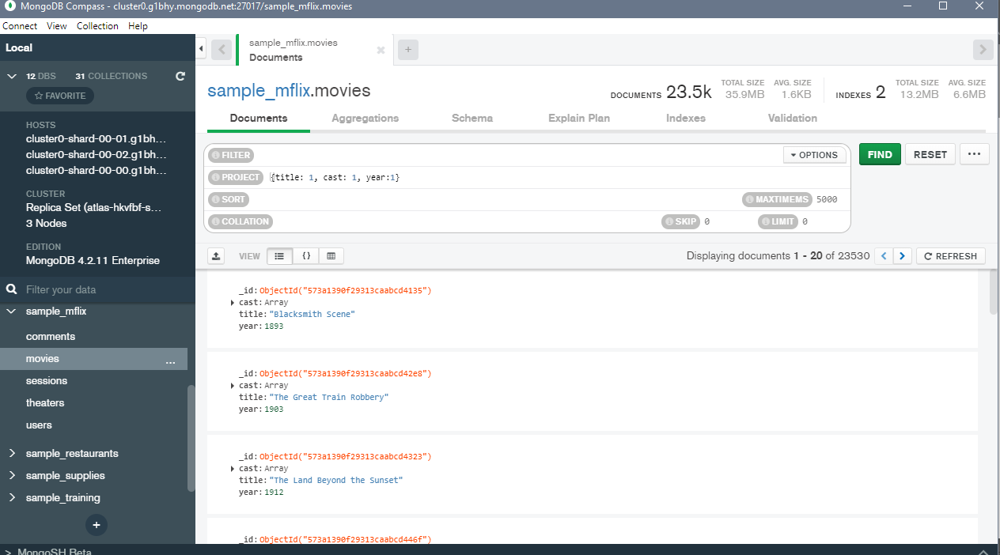 MongoDB Compass - cluster0.g1bhy.mongodb.net:27017/sample_mflix.movies
Connect View Collection Help
Local
12 DBS 31 COLLECTIONS
FAVORITE
HOSTS
cluster0-shard-00-01.g1bh...
cluster0-shard-00-02.g1bh...
cluster0-shard-00-00.g1bh...
CLUSTER
Replica Set (atlas-hkvfbf-s...
3 Nodes
EDITION
MongoDB 4.2.11 Enterprise
Filter your data
sample_mflix
comments
movies ...
sessions
theaters
users
sample_restaurants
sample_supplies
sample_training
+
>_MongoSH Beta
sample_mflix.movies
Documents
+
sample_mflix.movies
DOCUMENTS 23.5k TOTAL SIZE 35.9MB AVG. SIZE 1.6KB INDEXES 2 TOTAL SIZE 13.2MB AVG. SIZE 6.6MB
Documents Aggregations Schema Explain Plan Indexes Validation
FILTER OPTIONS FIND RESET ...
PROJECT {title: 1, cast: 1, year:1}
SORT MAXTIMEMS 5000
COLLATION SKIP 0 LIMIT 0
VIEW {} Displaying documents 1 - 20 of 23530 < > REFRESH
_id: ObjectId("573a1390f29313caabcd4135")
cast: Array
title: "Blacksmith Scene"
year: 1893
_id: ObjectId("573a1390f29313caabcd42e8")
cast: Array
title: "The Great Train Robbery"
year: 1903
_id: ObjectId("573a1390f29313caabcd4323")
cast: Array
title: "The Land Beyond the Sunset"
year: 1912
_id: ObjectId("573a1390f29313caabcd446f")